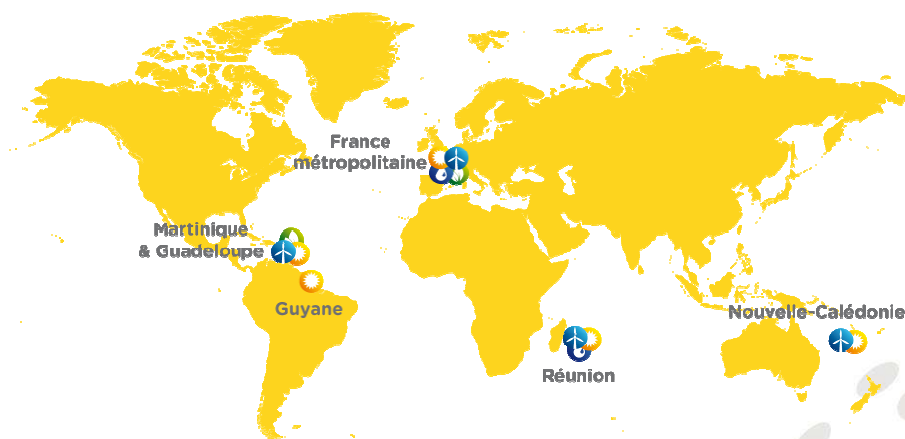 France
métropolitaine
Martinique
& Guadeloupe
Guyane
Nouvelle-Calédonie
Réunion